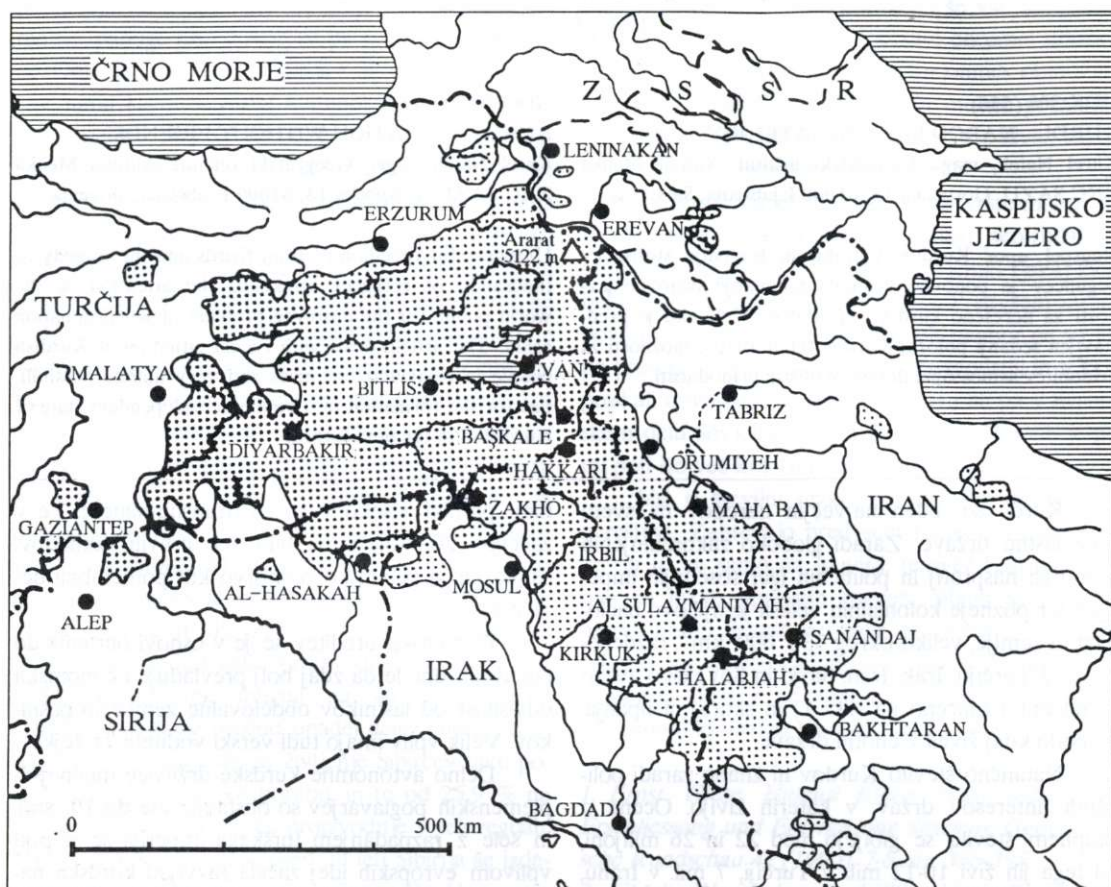 ČRNO MORJE
Z S S R
LENINAKAN
KASPIJSKO
JEZERO
ERZURUM
EREVAN
Ararat
5122 m
TURČIJA
MALATYA
BITLIS
VAN
TABRIZ
DIYARBAKIR
BAŞKALE
HAKKARI
ORUMIYEH
IRAN
GAZIANTEP
ZAKHO
MAHABAD
IRBIL
AL-HASAKAH
MOSUL
ALEP
AL SULAYMANIYAH
KIRKUK
SANANDAJ
IRAK
HALABJAH
SIRIJA
BAKHTARAN
BAGDAD
0 500 km